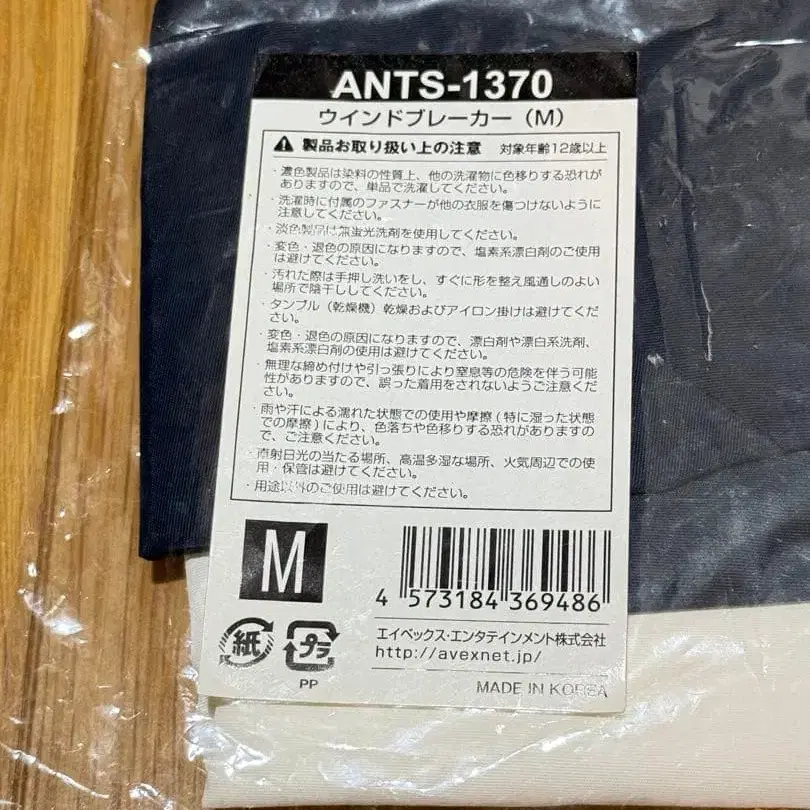 ANTS-1370
ウインドブレーカー（M）
製品お取り扱い上の注意　対象年齢12歳以上
・濃色製品は染料の性質上、他の洗濯物に色移りする恐れが
ありますので、単品で洗濯してください。
・洗濯時に付属のファスナーが他の衣服を傷つけないように
注意してください。
・淡色製品は無蛍光洗剤を使用してください。
・変色・退色の原因になりますので、塩素系漂白剤のご使用
は避けてください。
・汚れた際は手押し洗いをし、すぐに形を整え風通しのよい
場所で陰干ししてください。
・タンブル（乾燥機）乾燥およびアイロン掛けは避けてくだ
さい。
・変色・退色の原因になりますので、漂白剤や漂白系洗剤、
塩素系漂白剤の使用は避けてください。
・無理な締め付けや引っ張りにより窒息等の危険を伴う可能
性がありますので、誤った着用をされないようご注意ください。
・雨や汗による濡れた状態での使用や摩擦(特に湿った状態
での摩擦)により、色落ちや色移りする恐れがありますの
で、ご注意ください。
・直射日光の当たる場所、高温多湿な場所、火気周辺での使
用・保管は避けてください。
・用途以外のご使用は避けてください。
M
4 573184 369486
紙 プラ
PP
エイベックス・エンタテインメント株式会社
http://avexnet.jp/
MADE IN KOREA